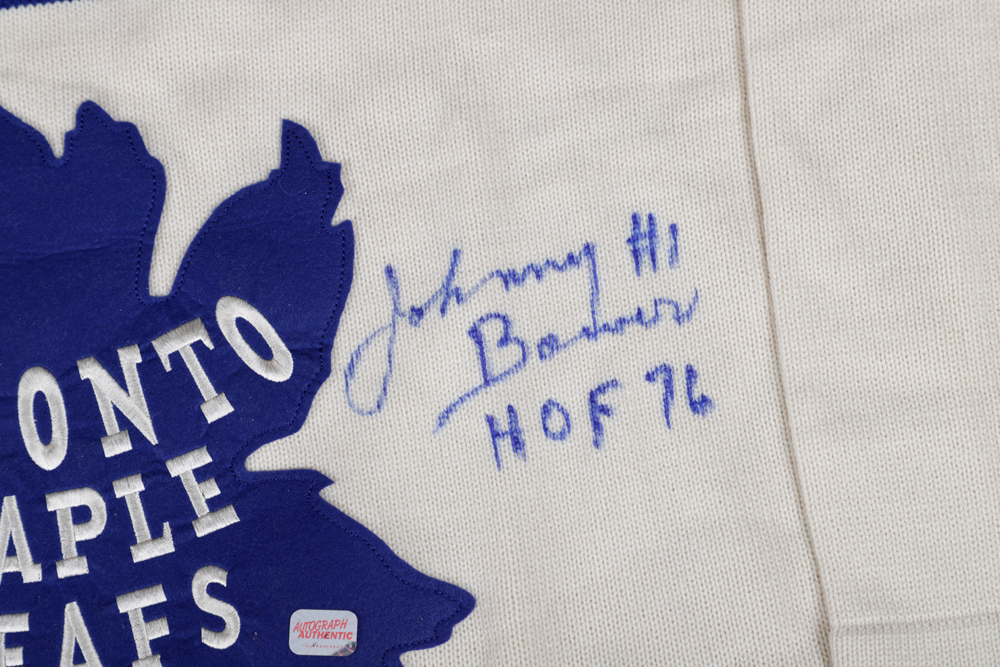 Johnny #1
Bower
HOF 76
ONTO
APLE
EAFS
AUTOGRAPH
AUTHENTIC